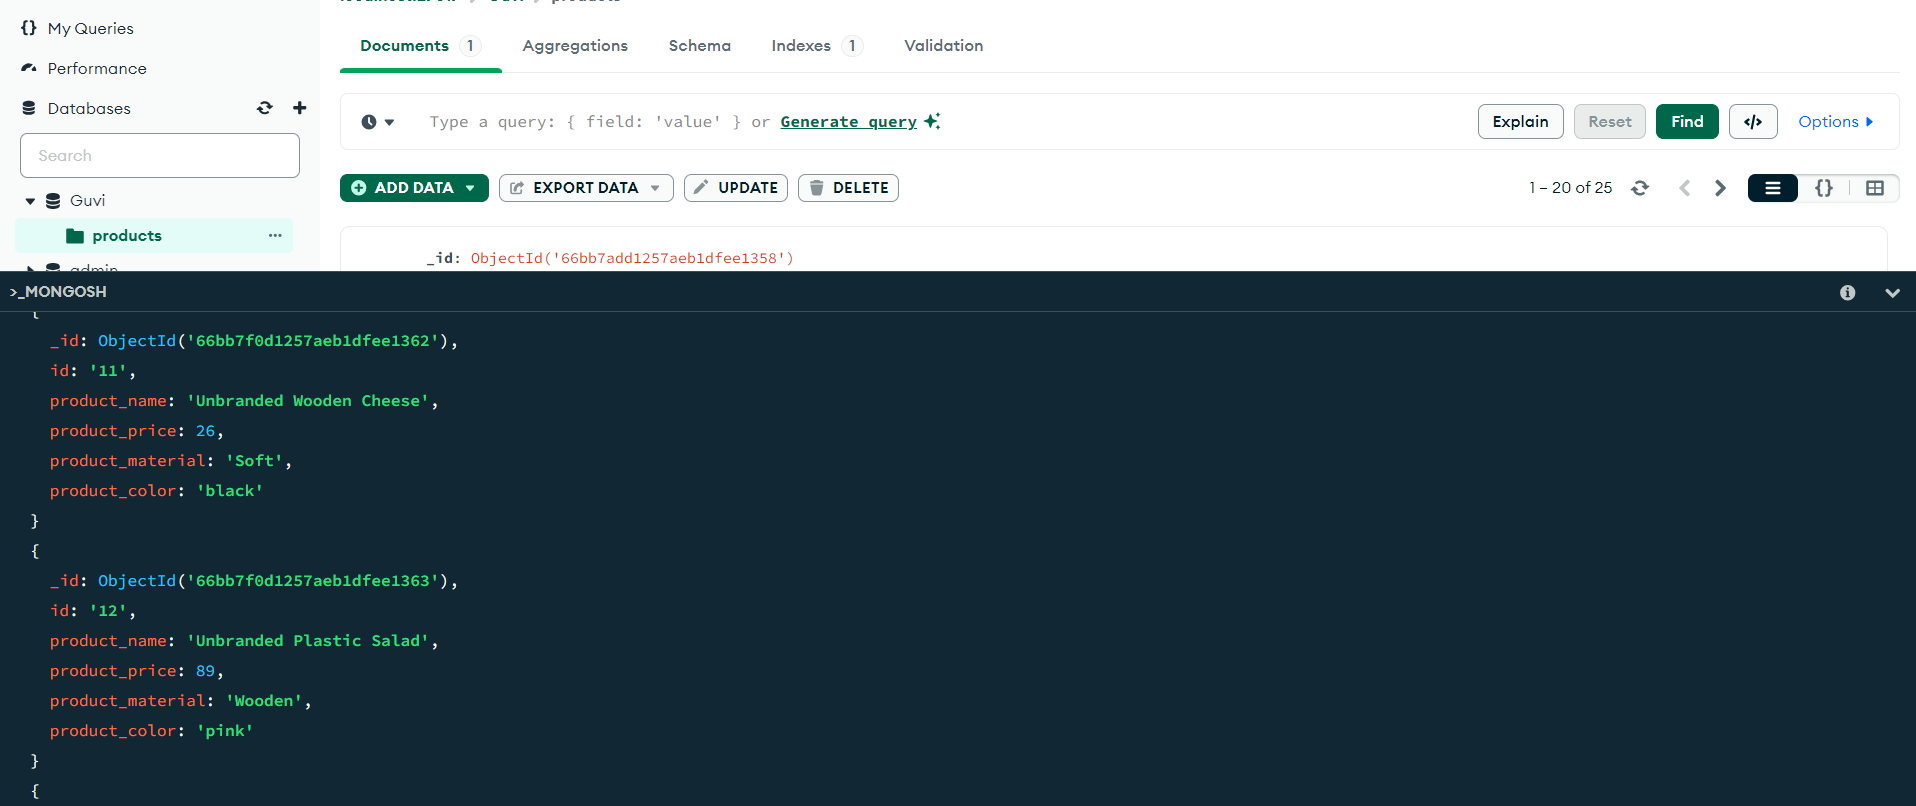 My Queries
Performance
Databases
Search
Guvi
products
admin
products
Documents 1 Aggregations Schema Indexes 1 Validation
Type a query: { field: 'value' } or Generate query
Explain Reset Find </> Options
ADD DATA EXPORT DATA UPDATE DELETE
1 – 20 of 25 {}
_id: ObjectId('66bb7add1257aeb1dfee1358')
>_MONGOSH
{
_id: ObjectId('66bb7f0d1257aeb1dfee1362'),
id: '11',
product_name: 'Unbranded Wooden Cheese',
product_price: 26,
product_material: 'Soft',
product_color: 'black'
}
{
_id: ObjectId('66bb7f0d1257aeb1dfee1363'),
id: '12',
product_name: 'Unbranded Plastic Salad',
product_price: 89,
product_material: 'Wooden',
product_color: 'pink'
}
{